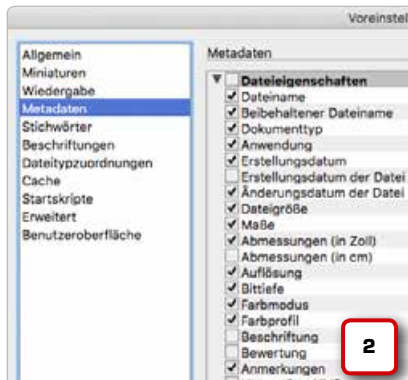 Voreinstel
Allgemein
Miniaturen
Wiedergabe
Metadaten
Stichwörter
Beschriftungen
Dateitypzuordnungen
Cache
Startskripte
Erweitert
Benutzeroberfläche
Metadaten
Dateieigenschaften
Dateiname
Beibehaltener Dateiname
Dokumenttyp
Anwendung
Erstellungsdatum
Erstellungsdatum der Datei
Änderungsdatum der Datei
Dateigröße
Maße
Abmessungen (in Zoll)
Abmessungen (in cm)
Auflösung
Bittiefe
Farbmodus
Farbprofil
Beschriftung
Bewertung
Anmerkungen
2